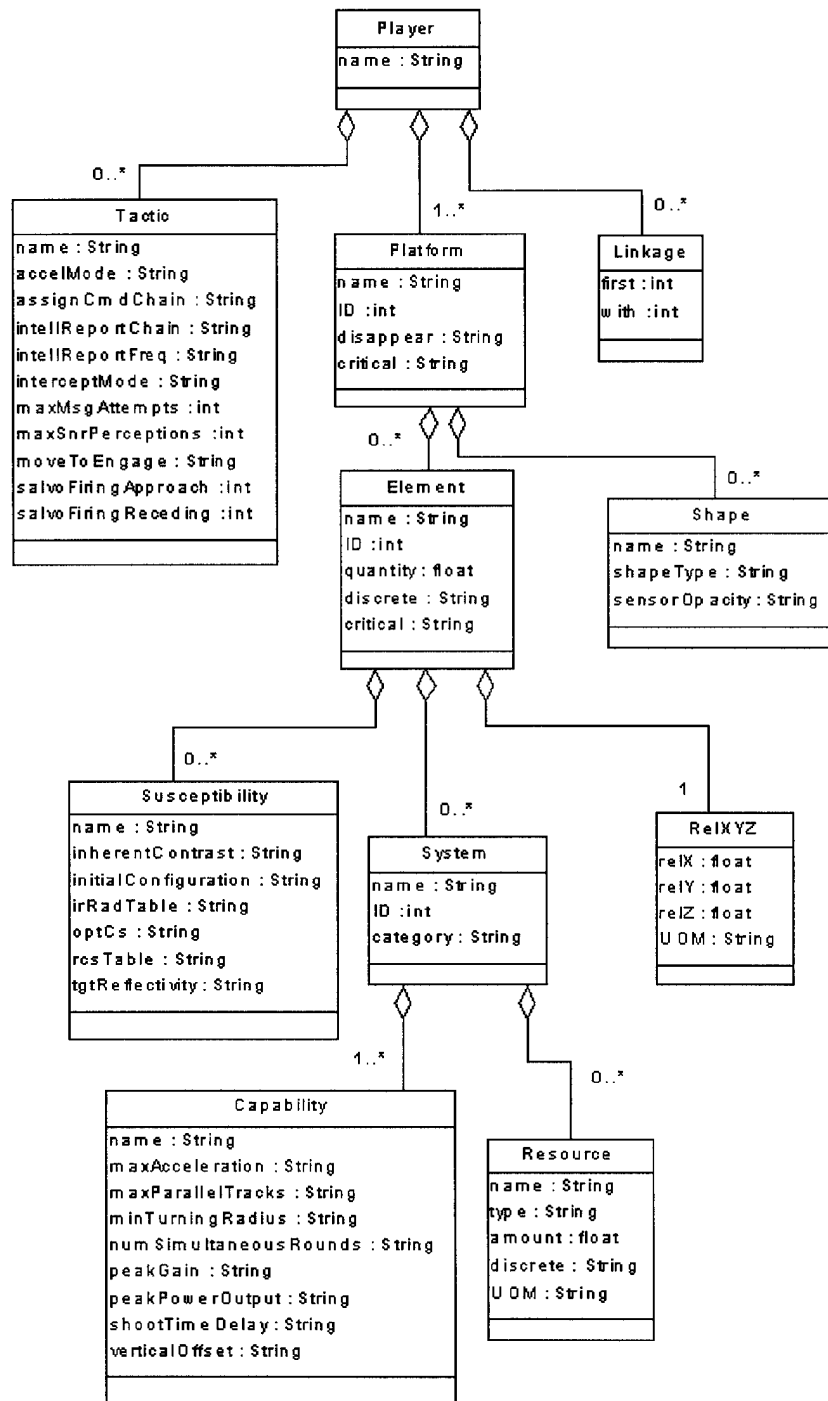 Player
name : String
0..*
1..*
0..*
Tactic
name : String
accelMode : String
assignCmdChain : String
intellReportChain : String
intellReportFreq : String
interceptMode : String
maxMsgAttempts : int
maxSnrPerceptions : int
moveToEngage : String
salvoFiringApproach : int
salvoFiringReceding : int
Platform
name : String
ID : int
disappear : String
critical : String
Linkage
first : int
with : int
0..*
0..*
Element
name : String
ID : int
quantity : float
discrete : String
critical : String
Shape
name : String
shapeType : String
sensorOpacity : String
0..*
0..*
1
Susceptibility
name : String
inherentContrast : String
initialConfiguration : String
irRadTable : String
optCs : String
rcsTable : String
tgtReflectivity : String
System
name : String
ID : int
category : String
RelXYZ
relX : float
relY : float
relZ : float
UOM : String
1..*
0..*
Capability
name : String
maxAcceleration : String
maxParallelTracks : String
minTurningRadius : String
numSimultaneousRounds : String
peakGain : String
peakPowerOutput : String
shootTimeDelay : String
verticalOffset : String
Resource
name : String
type : String
amount : float
discrete : String
UOM : String